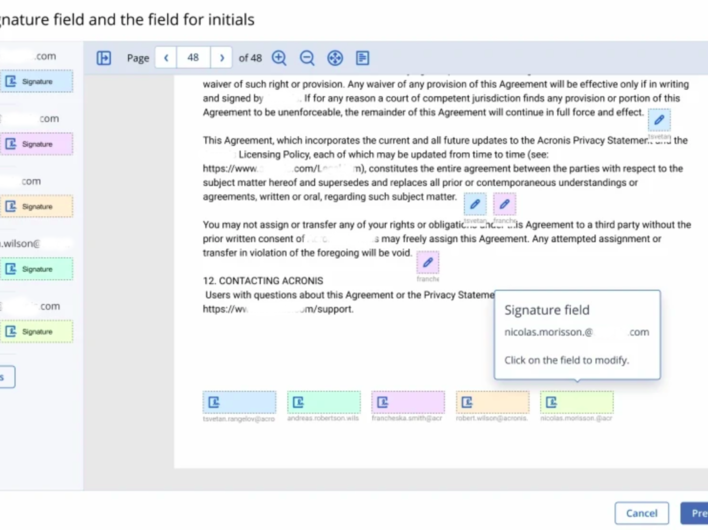 nature field and the field for initials
.com
Signature
.com
Signature
com
Signature
.wilson@
Signature
.com
Signature
s
Page 48 of 48
waiver of such right or provision. Any waiver of any provision of this Agreement will be effective only if in writing
and signed by . If for any reason a court of competent jurisdiction finds any provision or portion of this
Agreement to be unenforceable, the remainder of this Agreement will continue in full force and effect.
tsvetan
This Agreement, which incorporates the current and all future updates to the Acronis Privacy Statement and the
Licensing Policy, each of which may be updated from time to time (see:
https://www. .com/L m), constitutes the entire agreement between the parties with respect to the
subject matter hereof and supersedes and replaces all prior or contemporaneous understandings or
agreements, written or oral, regarding such subject matter.
tsvetan franche
You may not assign or transfer any of your rights or obligations under this Agreement to a third party without the
prior written consent of s may freely assign this Agreement. Any attempted assignment or
transfer in violation of the foregoing will be void.
franche
12. CONTACTING ACRONIS
Users with questions about this Agreement or the Privacy Stateme
https://ww m/support.
Signature field
nicolas.morisson.@ .com
Click on the field to modify.
tsvetan.rangelov@acro andreas.robertson.wils francheska.smith@acr robert.wilson@acronis. nicolas.morisson.@acr
Cancel Pre